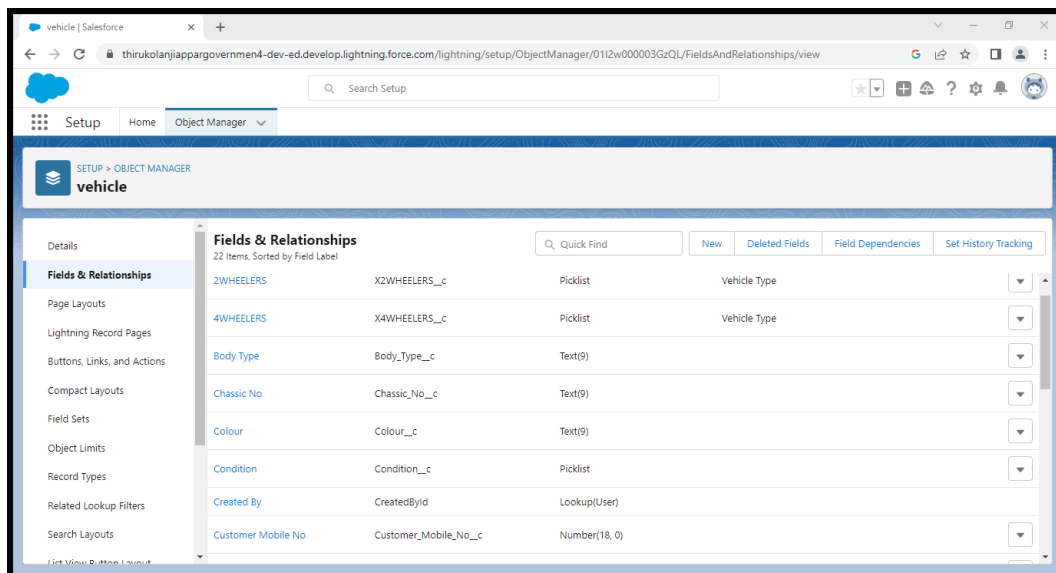 vehicle | Salesforce
thirukolanjiappargovernmen4-dev-ed.develop.lightning.force.com/lightning/setup/ObjectManager/01I2w000003GzQL/FieldsAndRelationships/view
Search Setup
Setup Home Object Manager
SETUP > OBJECT MANAGER
vehicle
Details
Fields & Relationships
Page Layouts
Lightning Record Pages
Buttons, Links, and Actions
Compact Layouts
Field Sets
Object Limits
Record Types
Related Lookup Filters
Search Layouts
List View Button Layout
Fields & Relationships
22 Items, Sorted by Field Label
Quick Find
New Deleted Fields Field Dependencies Set History Tracking
2WHEELERS X2WHEELERS__c Picklist Vehicle Type
4WHEELERS X4WHEELERS__c Picklist Vehicle Type
Body Type Body_Type__c Text(9)
Chassic No Chassic_No__c Text(9)
Colour Colour__c Text(9)
Condition Condition__c Picklist
Created By CreatedById Lookup(User)
Customer Mobile No Customer_Mobile_No__c Number(18, 0)